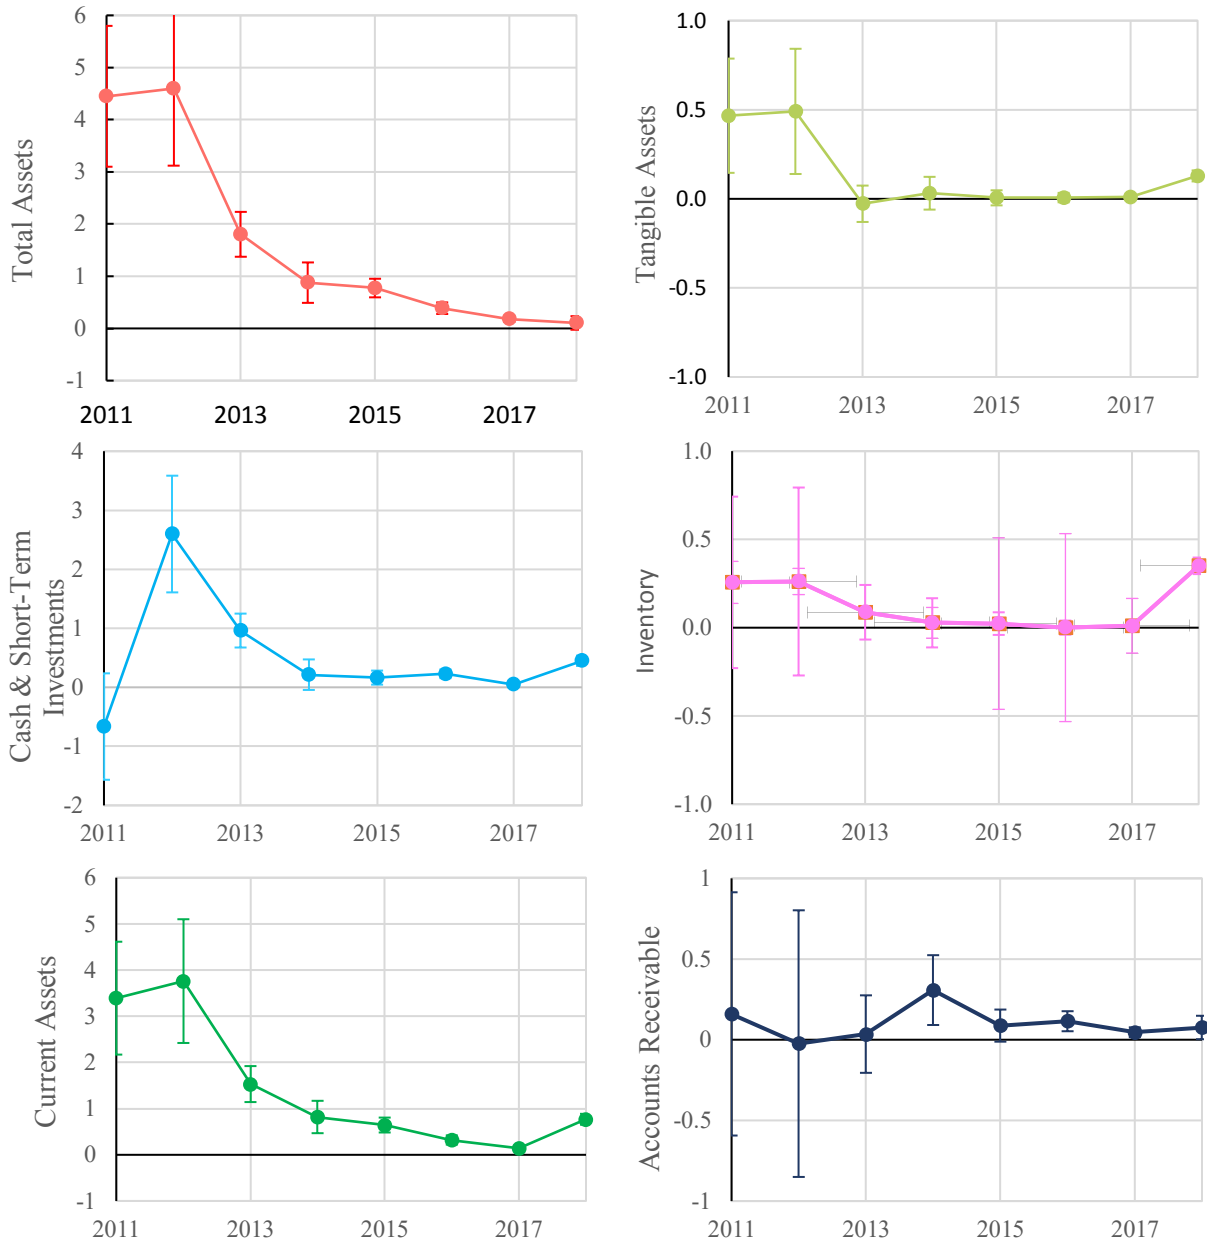 Total Assets
6
5
4
3
2
1
0
-1
2011 2013 2015 2017
Tangible Assets
1.0
0.5
0.0
-0.5
-1.0
2011 2013 2015 2017
Cash & Short-Term
Investments
4
3
2
1
0
-1
-2
2011 2013 2015 2017
Inventory
1.0
0.5
0.0
-0.5
-1.0
2011 2013 2015 2017
Current Assets
6
5
4
3
2
1
0
-1
2011 2013 2015 2017
Accounts Receivable
1
0.5
0
-0.5
-1
2011 2013 2015 2017